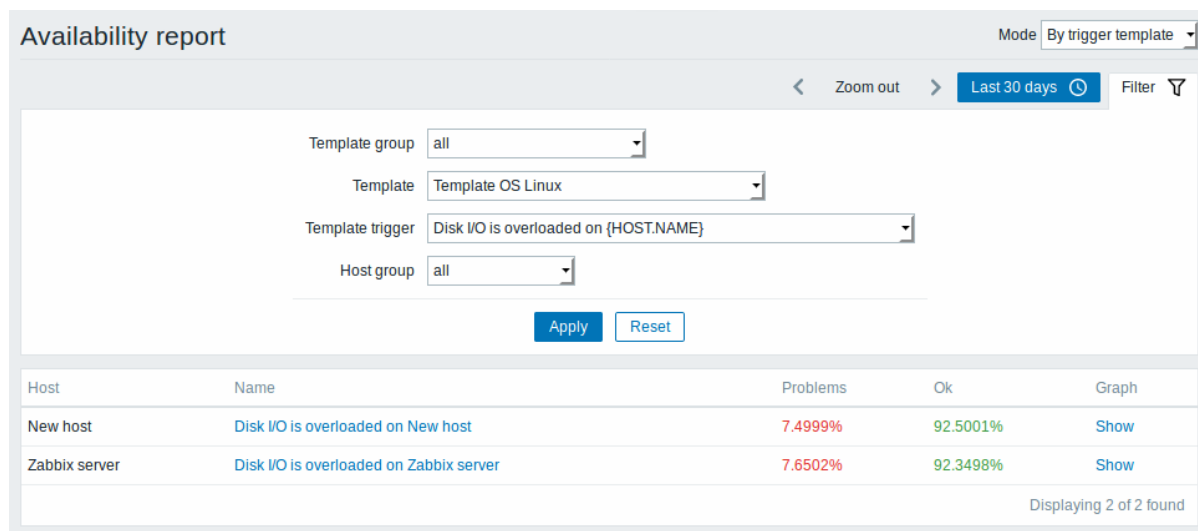 Availability report
Mode By trigger template
Zoom out Last 30 days Filter
Template group all
Template Template OS Linux
Template trigger Disk I/O is overloaded on {HOST.NAME}
Host group all
Apply Reset
Host Name Problems Ok Graph
New host Disk I/O is overloaded on New host 7.4999% 92.5001% Show
Zabbix server Disk I/O is overloaded on Zabbix server 7.6502% 92.3498% Show
Displaying 2 of 2 found